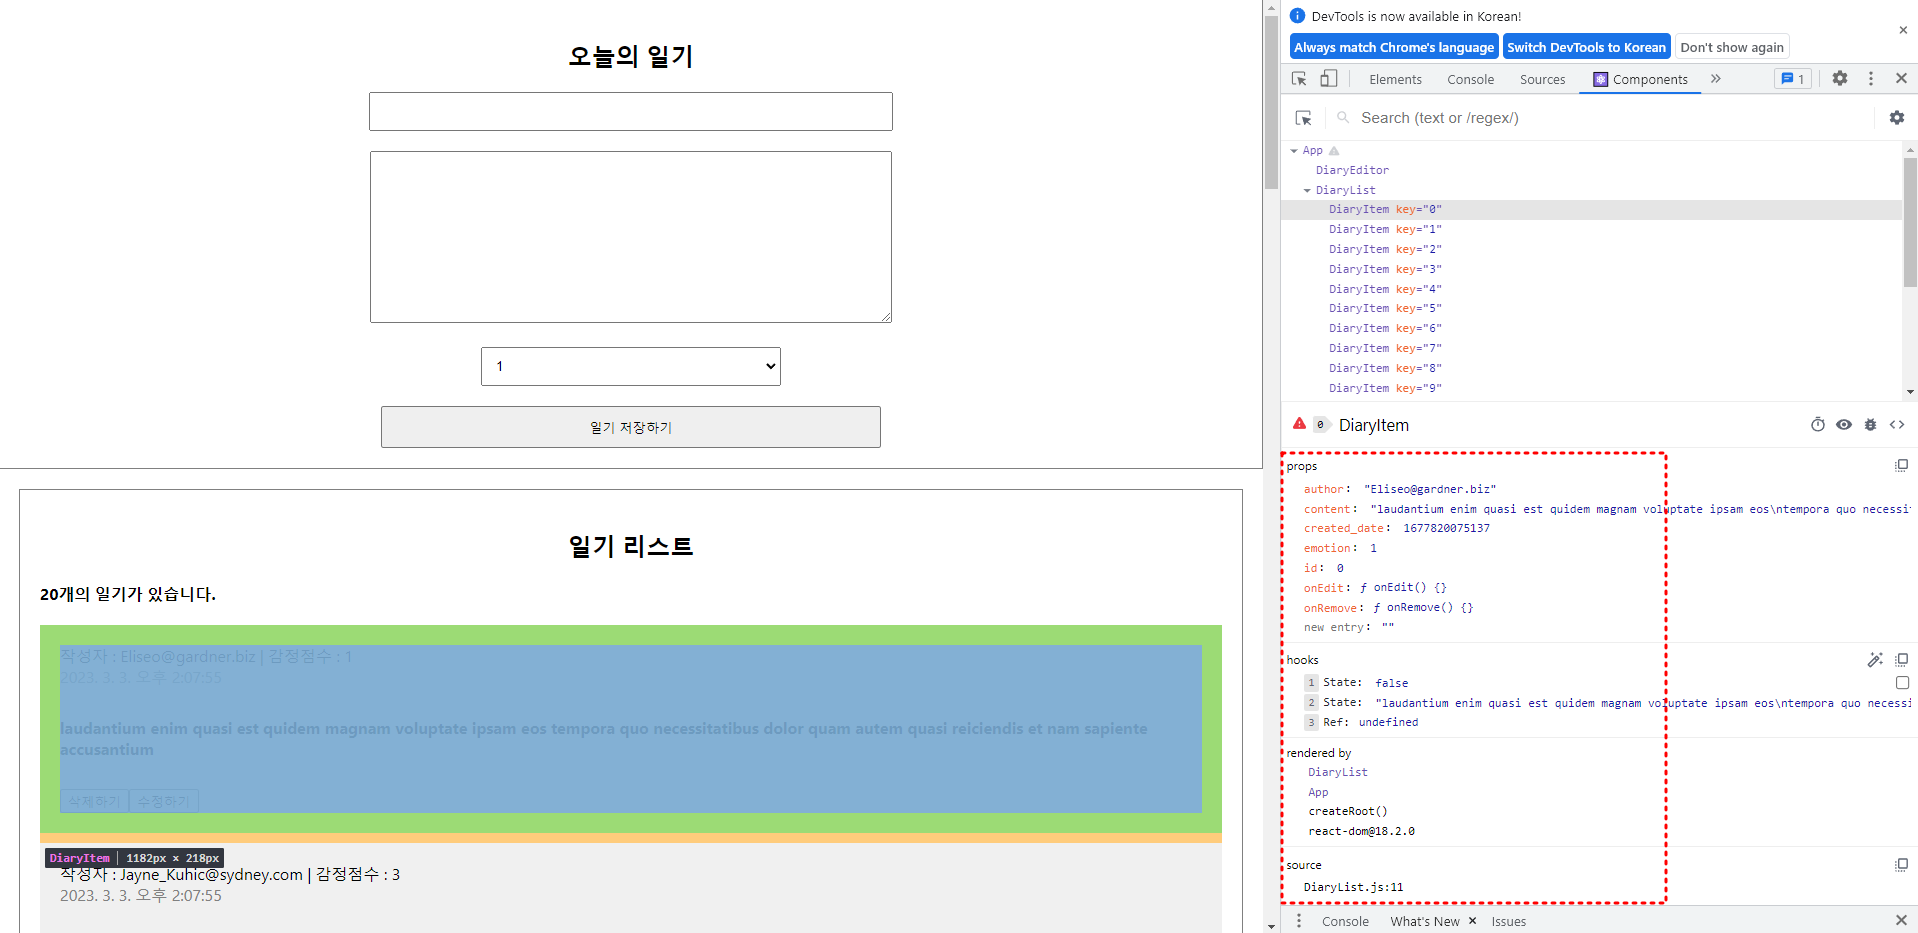 오늘의 일기
1
일기 저장하기
일기 리스트
20개의 일기가 있습니다.
작성자 : Eliseo@gardner.biz | 감정점수 : 1
2023. 3. 3. 오후 2:07:55
laudantium enim quasi est quidem magnam voluptate ipsam eos tempora quo necessitatibus dolor quam autem quasi reiciendis et nam sapiente
accusantium
삭제하기 수정하기
DiaryItem | 1182px × 218px
작성자 : Jayne_Kuhic@sydney.com | 감정점수 : 3
2023. 3. 3. 오후 2:07:55
DevTools is now available in Korean!
Always match Chrome's language Switch DevTools to Korean Don't show again
Elements Console Sources Components 1
Search (text or /regex/)
App
DiaryEditor
DiaryList
DiaryItem key="0"
DiaryItem key="1"
DiaryItem key="2"
DiaryItem key="3"
DiaryItem key="4"
DiaryItem key="5"
DiaryItem key="6"
DiaryItem key="7"
DiaryItem key="8"
DiaryItem key="9"
0 DiaryItem
props
author: "Eliseo@gardner.biz"
content: "laudantium enim quasi est quidem magnam voluptate ipsam eos\ntempora quo necessit
created_date: 1677820075137
emotion: 1
id: 0
onEdit: ƒ onEdit() {}
onRemove: ƒ onRemove() {}
new entry: ""
hooks
1 State: false
2 State: "laudantium enim quasi est quidem magnam voluptate ipsam eos\ntempora quo necessi
3 Ref: undefined
rendered by
DiaryList
App
createRoot()
react-dom@18.2.0
source
DiaryList.js:11
Console What's New × Issues